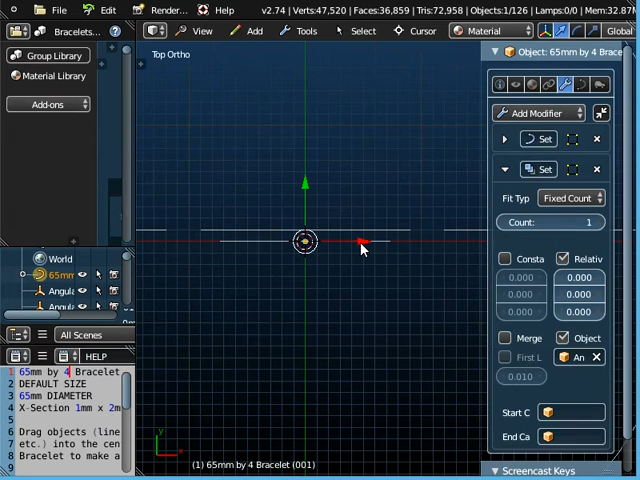 File
Edit
Render...
v2.74 | Verts:47,520 | Faces:36,859 | Tris:72,958 | Objects:1/126 | Lamps:0/0 | Mem:32.87M
Bracelets...
View
Add
Tools
Select
Cursor
Material
Global
Group Library
Material Library
Add-ons
Top Ortho
Object: 65mm by 4 Brace
Add Modifier
Set
Set
Fit Typ
Fixed Count
Count:
1
Consta
Relativ
0.000
0.000
0.000
0.000
0.000
0.000
Merge
Object
First L
An
0.010
Start C
End Ca
World
65mm
Angula
Angula
All Scenes
HELP
1 65mm by 4 Bracelet
2 DEFAULT SIZE
3 65mm DIAMETER
4 X-Section 1mm x 2m
5
6 Drag objects (line
7 etc.) into the cen
8 Bracelet to make a
9
y
x
(1) 65mm by 4 Bracelet (001)
Screencast Keys